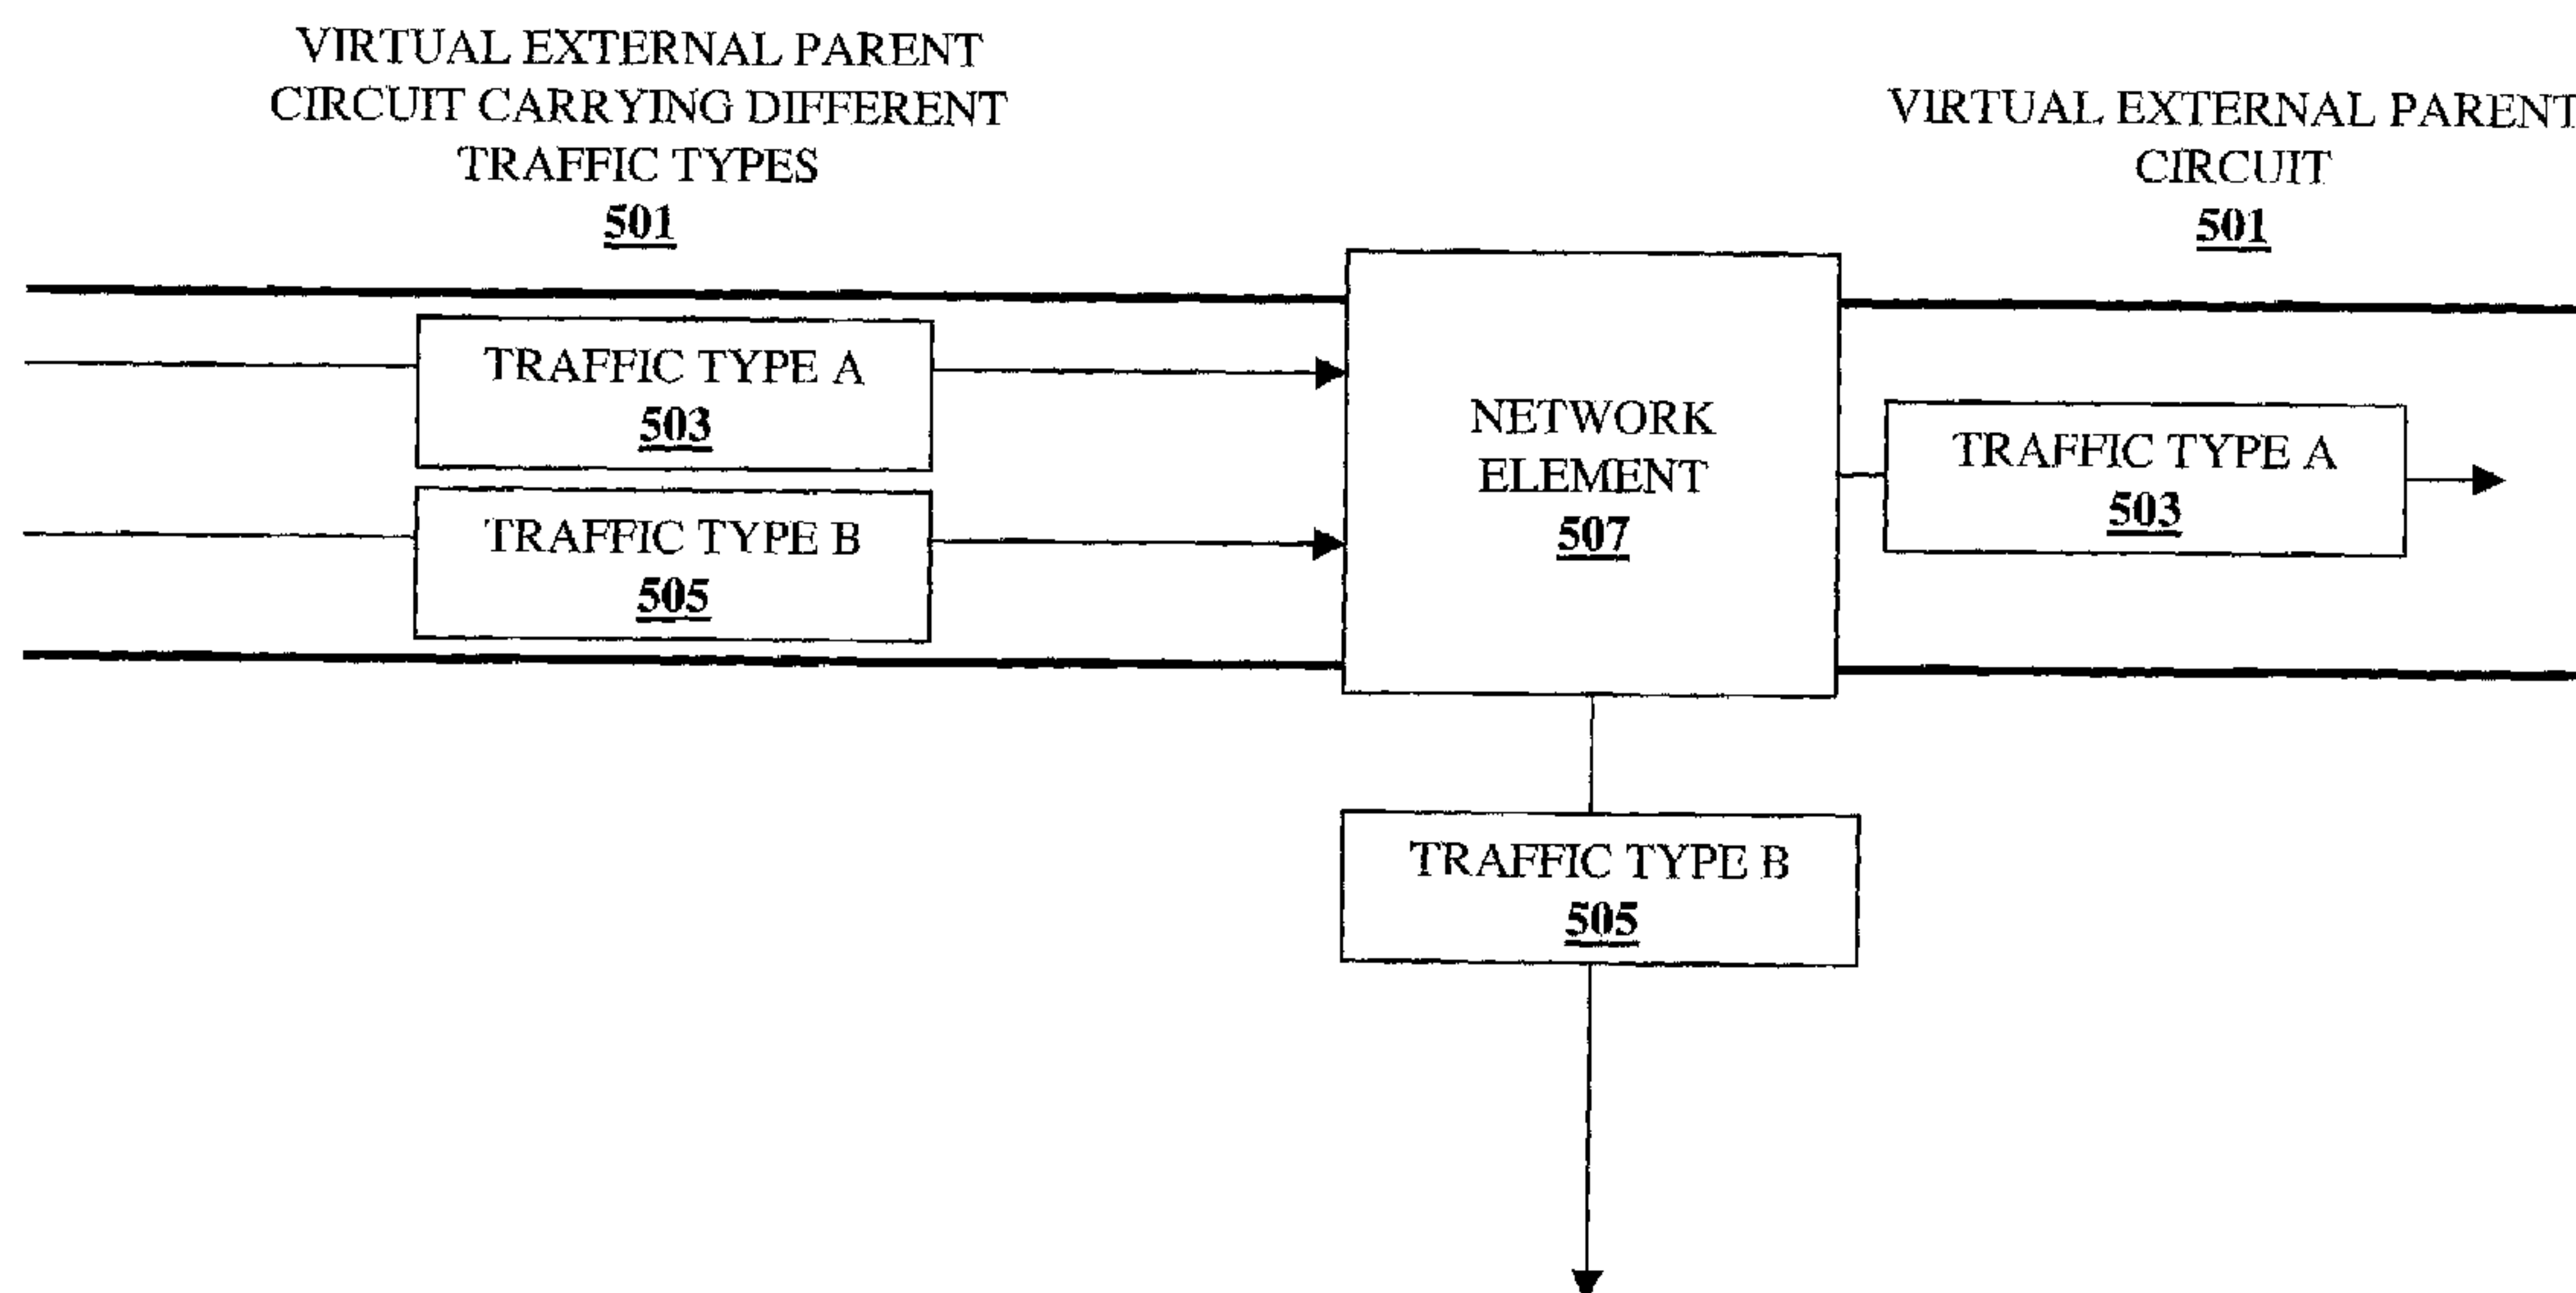 VIRTUAL EXTERNAL PARENT
CIRCUIT CARRYING DIFFERENT
TRAFFIC TYPES
501
VIRTUAL EXTERNAL PARENT
CIRCUIT
501
TRAFFIC TYPE A
503
TRAFFIC TYPE B
505
NETWORK
ELEMENT
507
TRAFFIC TYPE A
503
TRAFFIC TYPE B
505